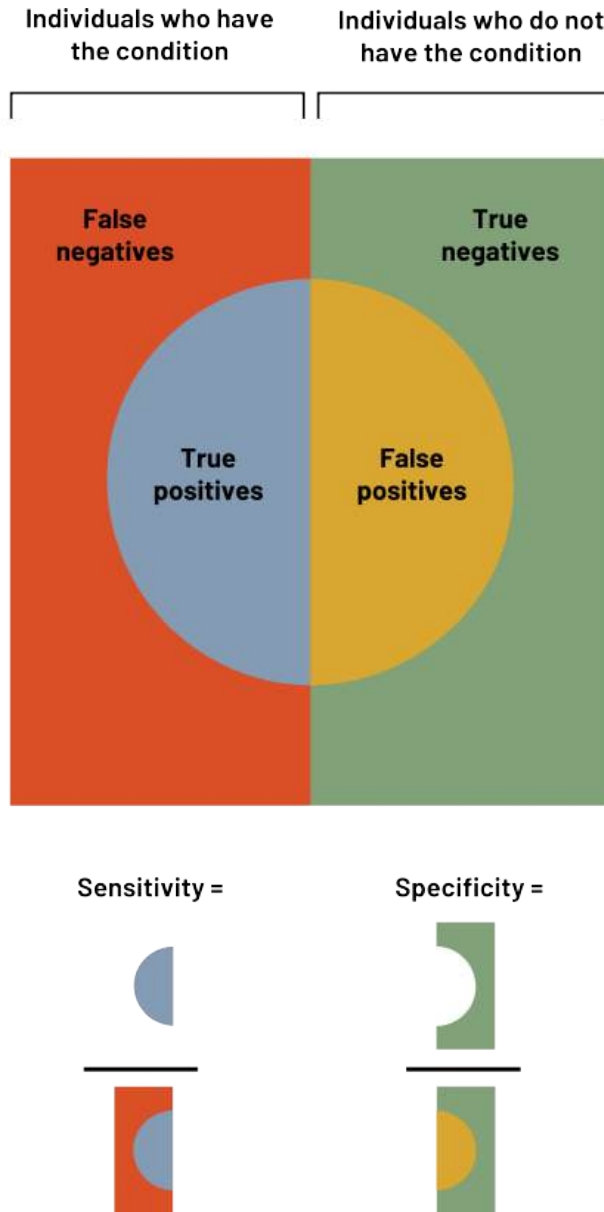 Individuals who have
the condition
Individuals who do not
have the condition
False
negatives
True
negatives
True
positives
False
positives
Sensitivity =
Specificity =